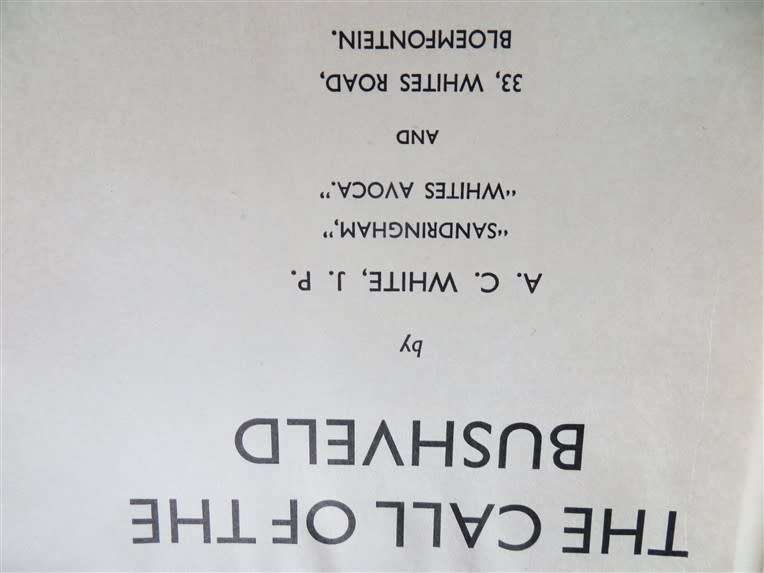 THE CALL OF THE
BUSHVELD
by
A. C. WHITE, J. P.
"SANDRINGHAM,"
"WHITES AVOCA."
AND
33, WHITES ROAD,
BLOEMFONTEIN.